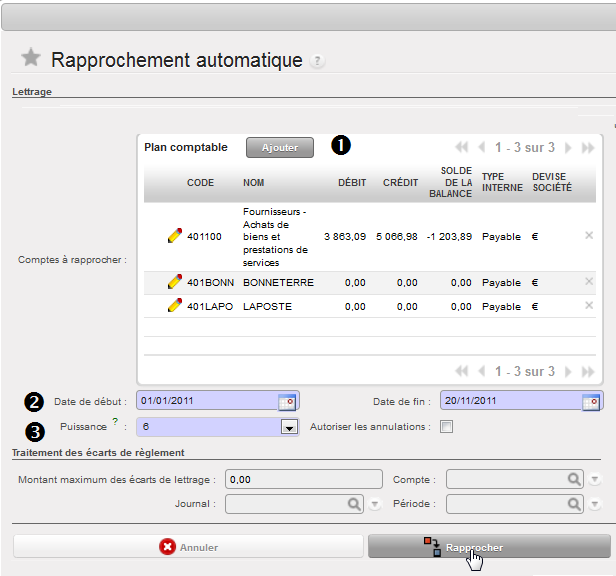 Rapprochement automatique ?
Lettrage
Plan comptable Ajouter 1 1 - 3 sur 3
CODE NOM DÉBIT CRÉDIT SOLDE DE LA BALANCE TYPE INTERNE DEVISE SOCIÉTÉ
401100 Fournisseurs - Achats de biens et prestations de services 3 863,09 5 066,98 -1 203,89 Payable €
Comptes à rapprocher :
401BONN BONNETERRE 0,00 0,00 0,00 Payable €
401LAPO LAPOSTE 0,00 0,00 0,00 Payable €
1 - 3 sur 3
2 Date de début : 01/01/2011 Date de fin : 20/11/2011
3 Puissance ? : 6 Autoriser les annulations :
Traitement des écarts de règlement
Montant maximum des écarts de lettrage : 0,00 Compte :
Journal : Période :
Annuler Rapprocher